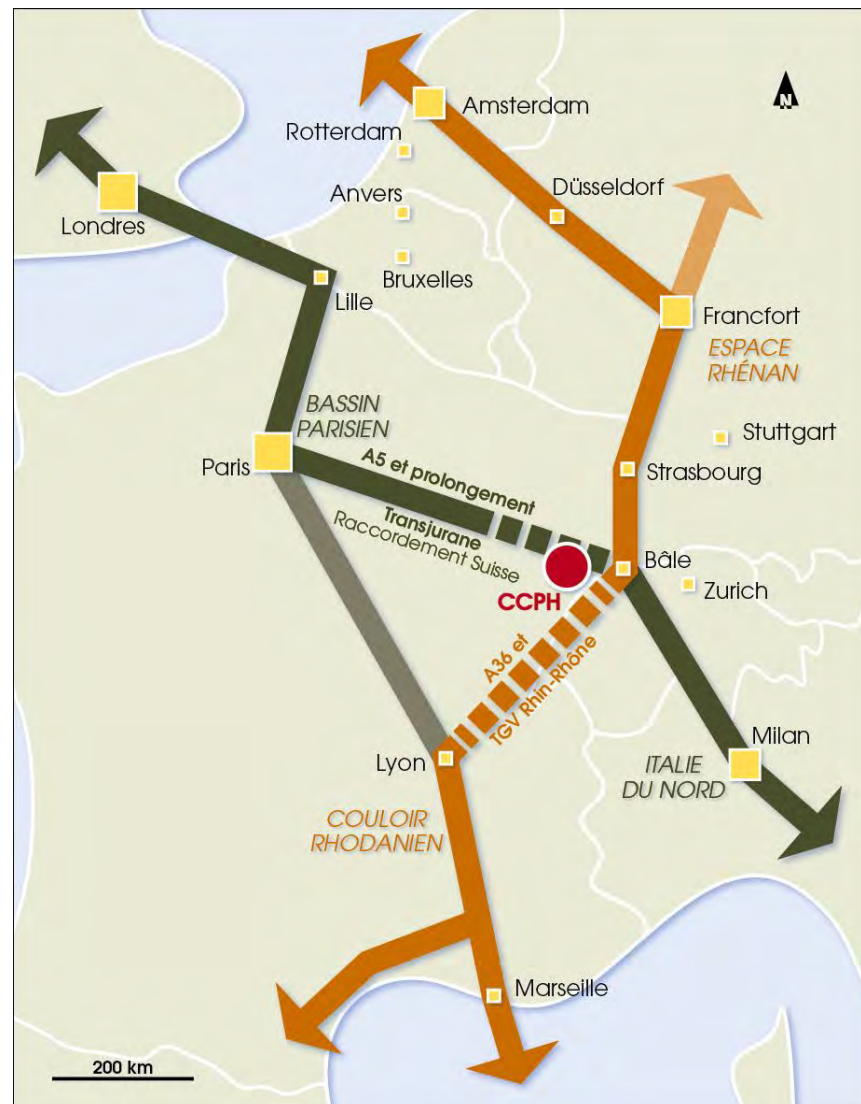 N
Amsterdam
Rotterdam
Düsseldorf
Anvers
Londres
Bruxelles
Lille
Francfort
ESPACE
RHÉNAN
BASSIN
PARISIEN
Stuttgart
Paris
A5 et prolongement
Strasbourg
Transjurane
Raccordement Suisse
Bâle
CCPH
Zurich
A36 et
TGV Rhin-Rhône
Milan
Lyon
ITALIE
DU NORD
COULOIR
RHODANIEN
Marseille
200 km